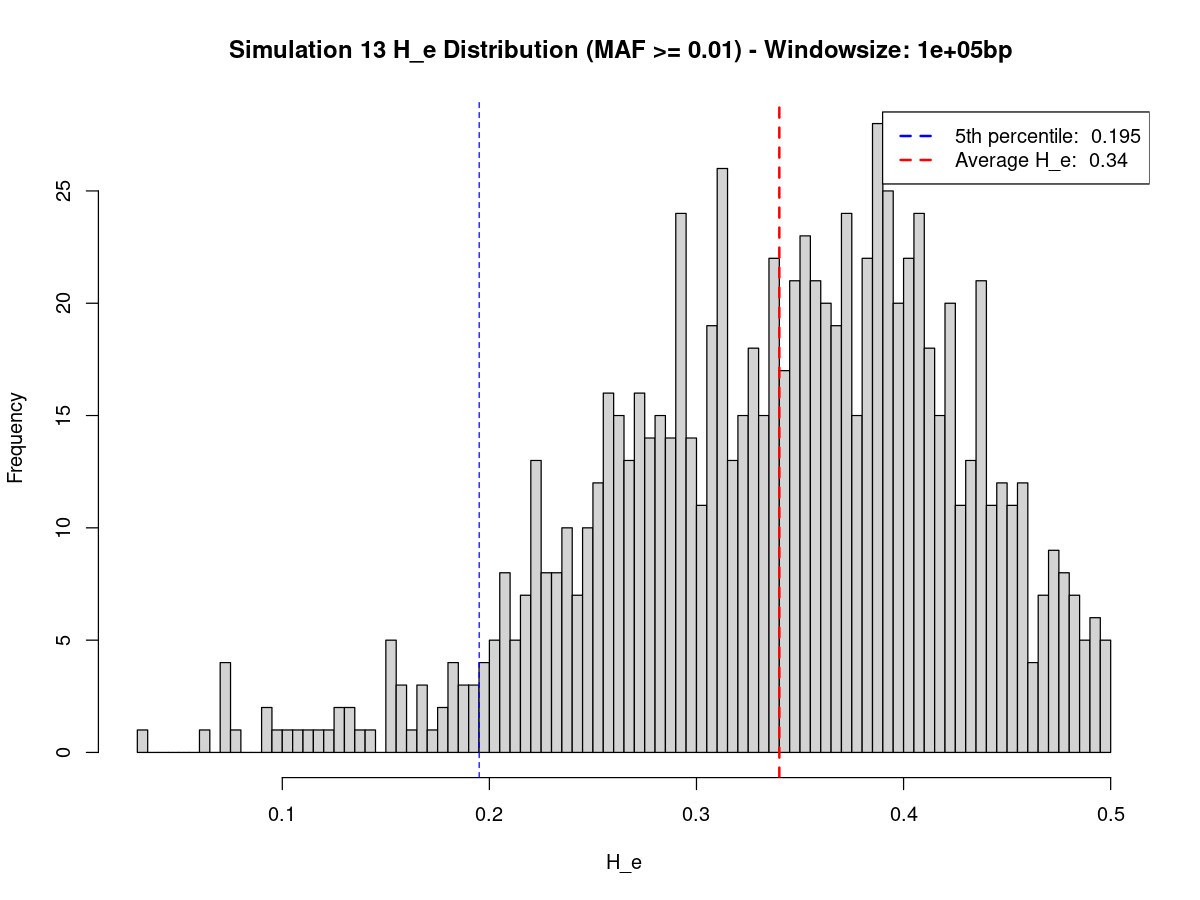 Simulation 13 H_e Distribution (MAF >= 0.01) - Windowsize: 1e+05bp
5th percentile:  0.195
Average H_e:  0.34
Frequency
25
20
15
10
5
0
0.1 0.2 0.3 0.4 0.5
H_e